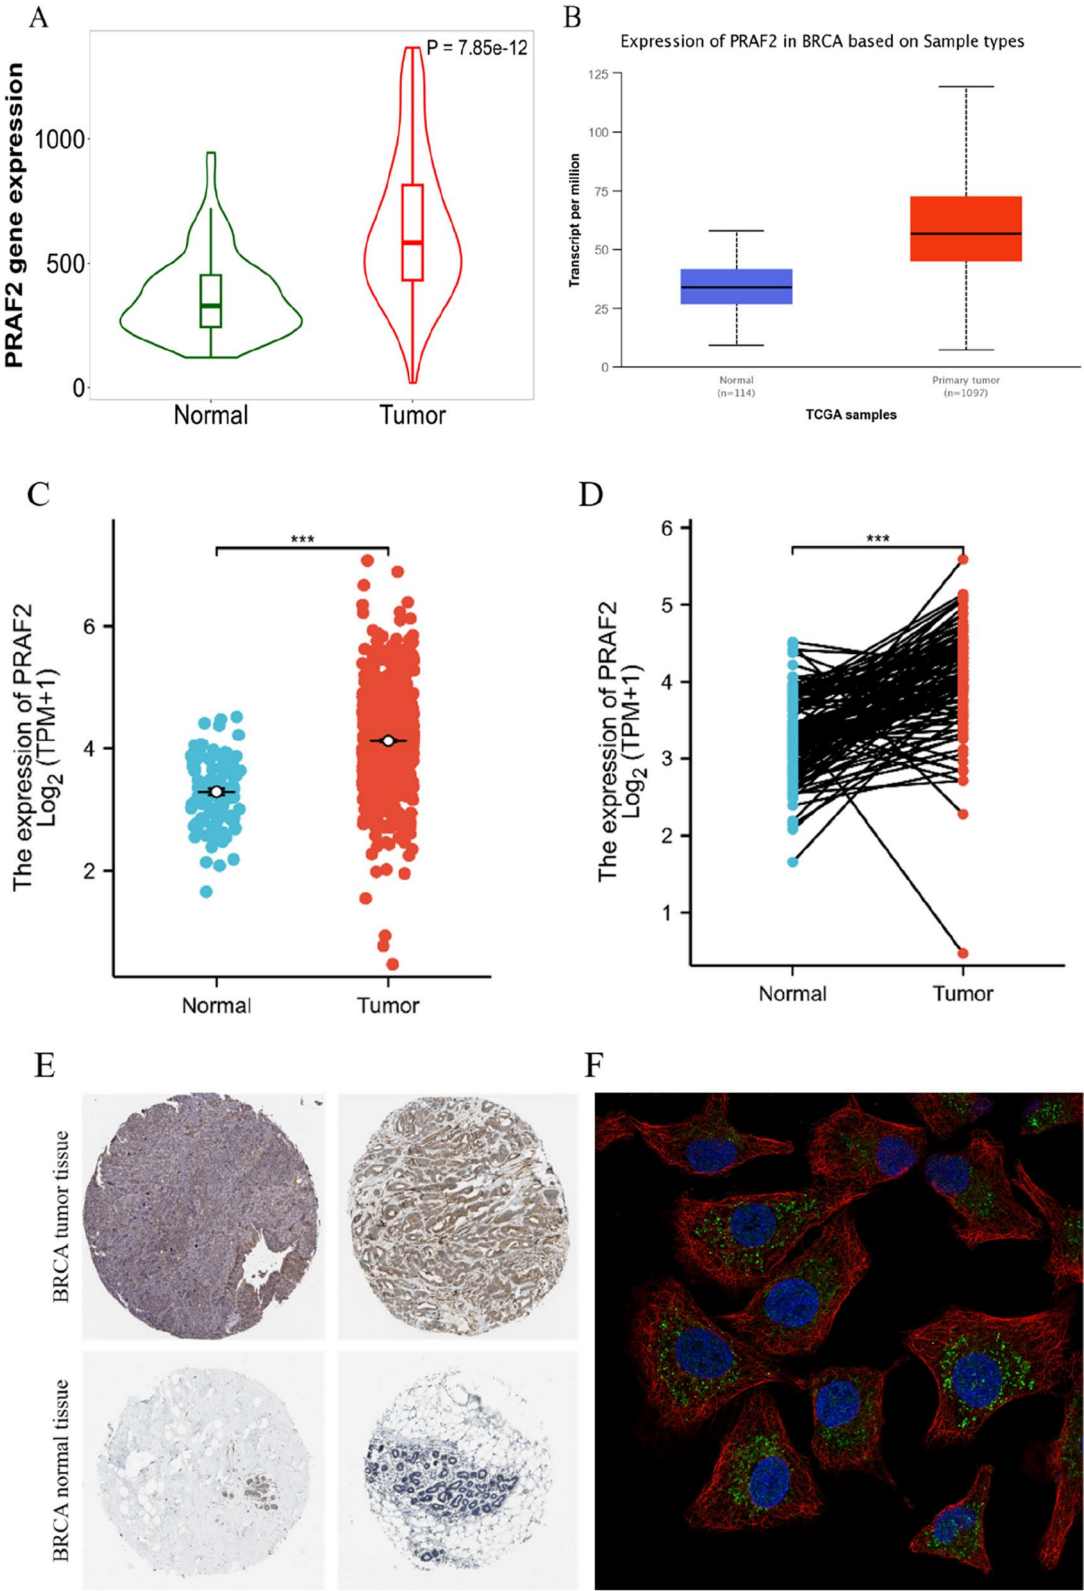 A
PRAF2 gene expression
P = 7.85e-12
1000
500
0
Normal
Tumor
B
Expression of PRAF2 in BRCA based on Sample types
Transcript per million
125
100
75
50
25
0
Normal
(n=114)
Primary tumor
(n=1097)
TCGA samples
C
The expression of PRAF2
Log2 (TPM+1)
***
6
4
2
Normal
Tumor
D
The expression of PRAF2
Log2 (TPM+1)
***
6
5
4
3
2
1
Normal
Tumor
E
BRCA tumor tissue
BRCA normal tissue
F